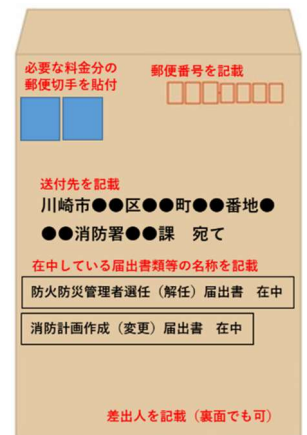 必要な料金分の
郵便切手を貼付
郵便番号を記載
送付先を記載
川崎市●●区●●町●●番地●
●●消防署●●課　宛て
在中している届出書類等の名称を記載
防火防災管理者選任（解任）届出書　在中
消防計画作成（変更）届出書　在中
差出人を記載（裏面でも可）